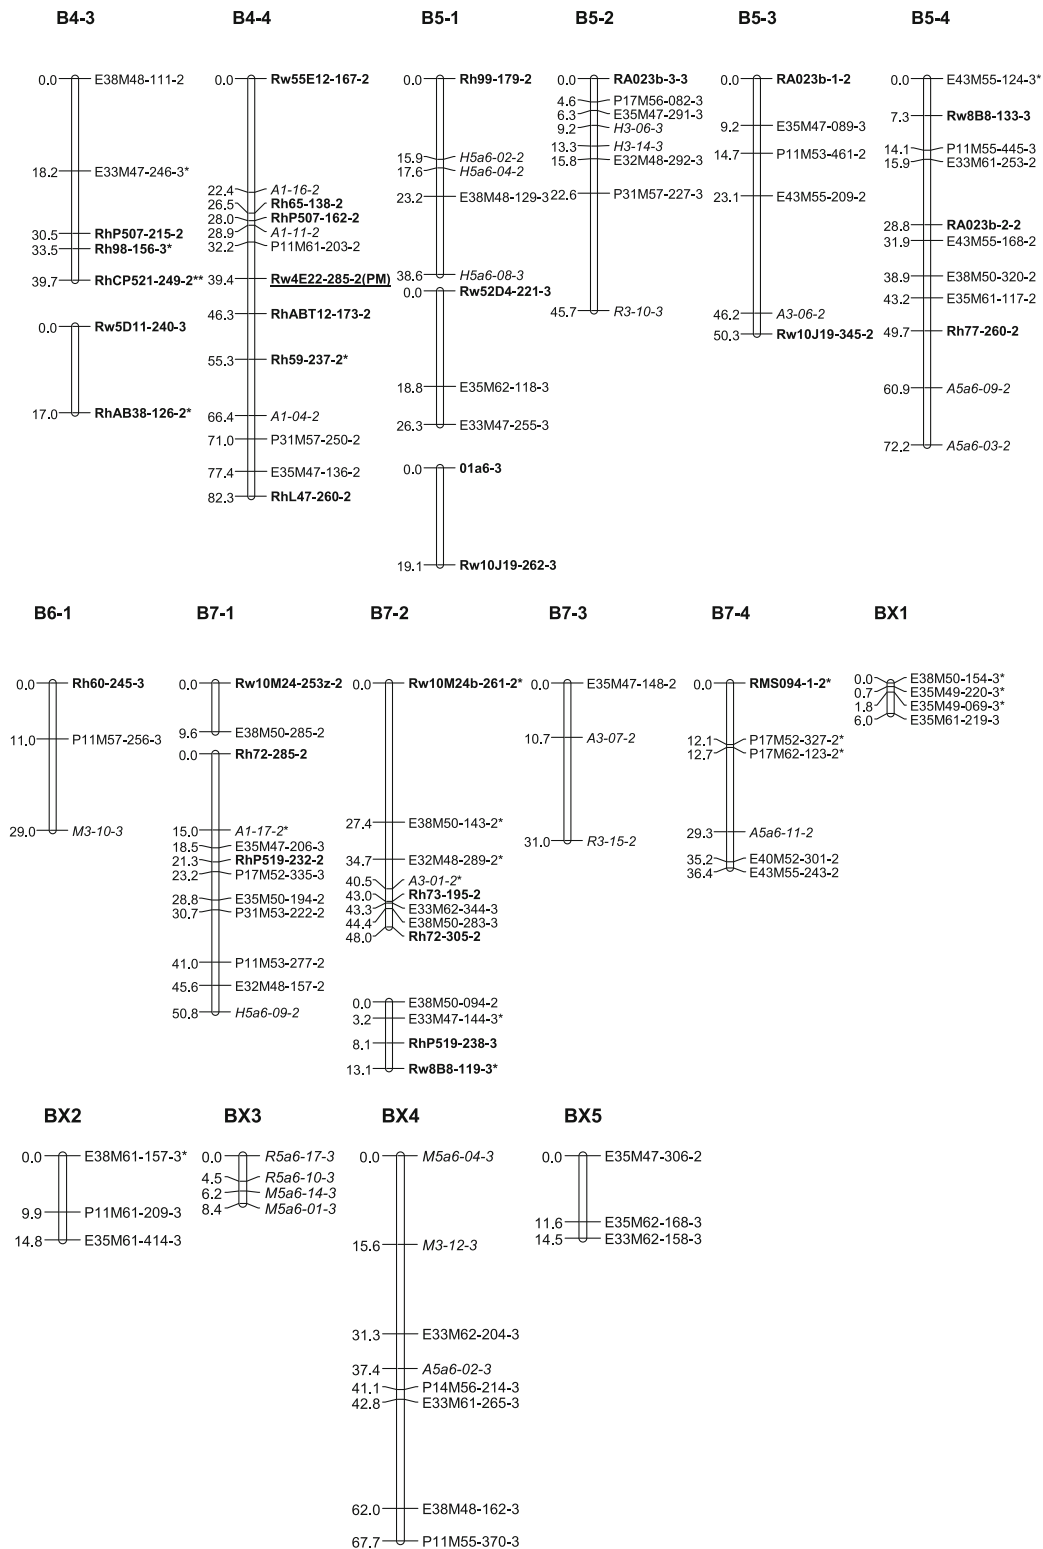 B4-3
0.0 E38M48-111-2
18.2 E33M47-246-3*
30.5 RhP507-215-2
33.5 Rh98-156-3*
39.7 RhCP521-249-2**
0.0 Rw5D11-240-3
17.0 RhAB38-126-2*
B4-4
0.0 Rw55E12-167-2
22.4 A1-16-2
26.5 Rh65-138-2
28.0 RhP507-162-2
28.9 A1-11-2
32.2 P11M61-203-2
39.4 Rw4E22-285-2(PM)
46.3 RhABT12-173-2
55.3 Rh59-237-2*
66.4 A1-04-2
71.0 P31M57-250-2
77.4 E35M47-136-2
82.3 RhL47-260-2
B5-1
0.0 Rh99-179-2
15.9 H5a6-02-2
17.6 H5a6-04-2
23.2 E38M48-129-3
38.6 H5a6-08-3
0.0 Rw52D4-221-3
18.8 E35M62-118-3
26.3 E33M47-255-3
0.0 01a6-3
19.1 Rw10J19-262-3
B5-2
0.0 RA023b-3-3
4.6 P17M56-082-3
6.3 E35M47-291-3
9.2 H3-06-3
13.3 H3-14-3
15.8 E32M48-292-3
22.6 P31M57-227-3
45.7 R3-10-3
B5-3
0.0 RA023b-1-2
9.2 E35M47-089-3
14.7 P11M53-461-2
23.1 E43M55-209-2
46.2 A3-06-2
50.3 Rw10J19-345-2
B5-4
0.0 E43M55-124-3*
7.3 Rw8B8-133-3
14.1 P11M55-445-3
15.9 E33M61-253-2
28.8 RA023b-2-2
31.9 E43M55-168-2
38.9 E38M50-320-2
43.2 E35M61-117-2
49.7 Rh77-260-2
60.9 A5a6-09-2
72.2 A5a6-03-2
B6-1
0.0 Rh60-245-3
11.0 P11M57-256-3
29.0 M3-10-3
B7-1
0.0 Rw10M24-253z-2
9.6 E38M50-285-2
0.0 Rh72-285-2
15.0 A1-17-2*
18.5 E35M47-206-3
21.3 RhP519-232-2
23.2 P17M52-335-3
28.8 E35M50-194-2
30.7 P31M53-222-2
41.0 P11M53-277-2
45.6 E32M48-157-2
50.8 H5a6-09-2
B7-2
0.0 Rw10M24b-261-2*
27.4 E38M50-143-2*
34.7 E32M48-289-2*
40.5 A3-01-2*
43.0 Rh73-195-2
43.3 E33M62-344-3
44.4 E38M50-283-3
48.0 Rh72-305-2
0.0 E38M50-094-2
3.2 E33M47-144-3*
8.1 RhP519-238-3
13.1 Rw8B8-119-3*
B7-3
0.0 E35M47-148-2
10.7 A3-07-2
31.0 R3-15-2
B7-4
0.0 RMS094-1-2*
12.1 P17M52-327-2*
12.7 P17M62-123-2*
29.3 A5a6-11-2
35.2 E40M52-301-2
36.4 E43M55-243-2
BX1
0.0 E38M50-154-3*
0.7 E35M49-220-3*
1.8 E35M49-069-3*
6.0 E35M61-219-3
BX2
0.0 E38M61-157-3*
9.9 P11M61-209-3
14.8 E35M61-414-3
BX3
0.0 R5a6-17-3
4.5 R5a6-10-3
6.2 M5a6-14-3
8.4 M5a6-01-3
BX4
0.0 M5a6-04-3
15.6 M3-12-3
31.3 E33M62-204-3
37.4 A5a6-02-3
41.1 P14M56-214-3
42.8 E33M61-265-3
62.0 E38M48-162-3
67.7 P11M55-370-3
BX5
0.0 E35M47-306-2
11.6 E35M62-168-3
14.5 E33M62-158-3